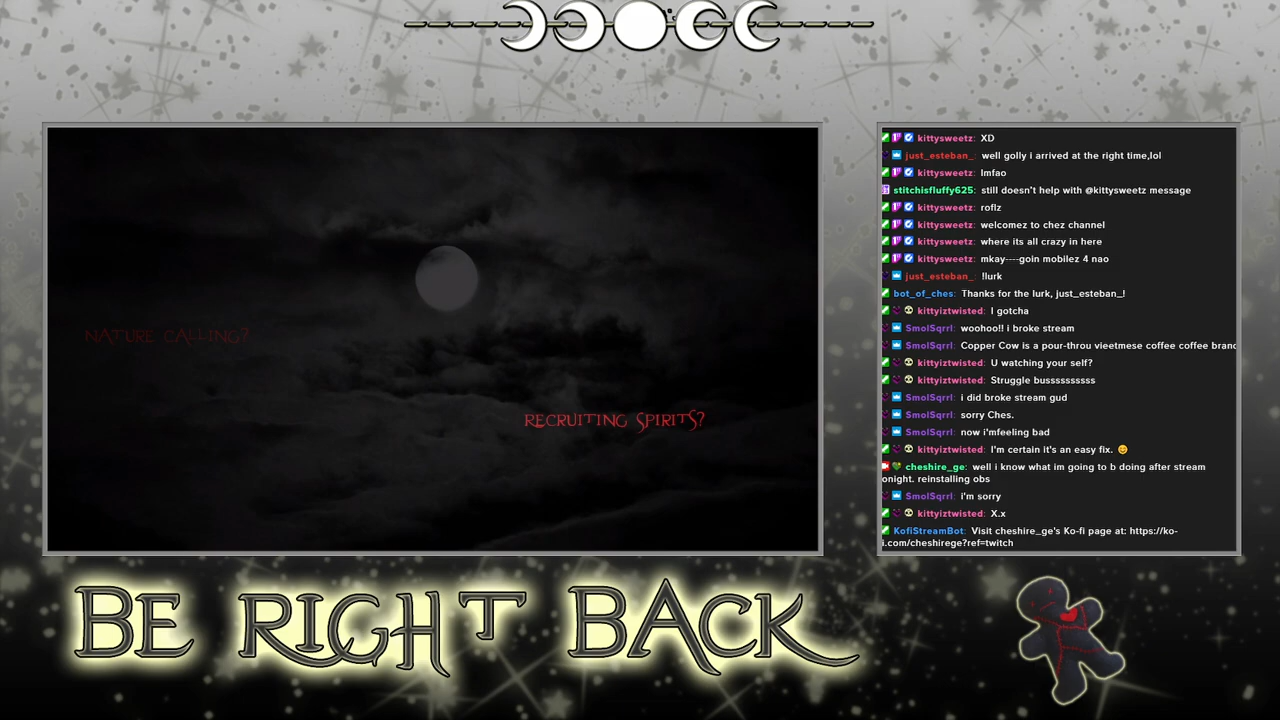 NATURE CALLING?
RECRUITING SPIRITS?
kittysweetz: XD
just_esteban_: well golly i arrived at the right time,lol
kittysweetz: lmfao
stitchisfluffy625: still doesn't help with @kittysweetz message
kittysweetz: roflz
kittysweetz: welcomez to chez channel
kittysweetz: where its all crazy in here
kittysweetz: mkay----goin mobilez 4 nao
just_esteban_: !lurk
bot_of_ches: Thanks for the lurk, just_esteban_!
kittyiztwisted: I gotcha
SmolSqrrl: woohoo!! i broke stream
SmolSqrrl: Copper Cow is a pour-throu vieetmese coffee coffee brand
kittyiztwisted: U watching your self?
kittyiztwisted: Struggle busssssssss
SmolSqrrl: i did broke stream gud
SmolSqrrl: sorry Ches.
SmolSqrrl: now i'mfeeling bad
kittyiztwisted: I'm certain it's an easy fix. 😊
cheshire_ge: well i know what im going to b doing after stream
onight. reinstalling obs
SmolSqrrl: i'm sorry
kittyiztwisted: X.x
KofiStreamBot: Visit cheshire_ge's Ko-fi page at: https://ko-
i.com/cheshirege?ref=twitch
BE RIGHT BACK